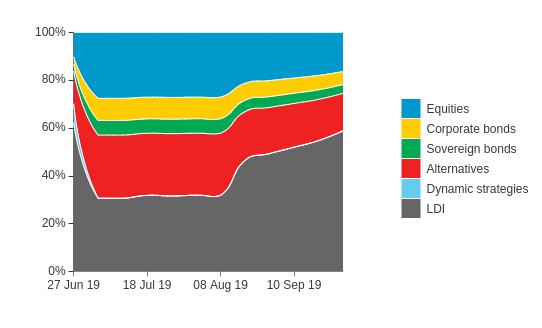 100%
80%
60%
40%
20%
0%
27 Jun 19 18 Jul 19 08 Aug 19 10 Sep 19
Equities
Corporate bonds
Sovereign bonds
Alternatives
Dynamic strategies
LDI